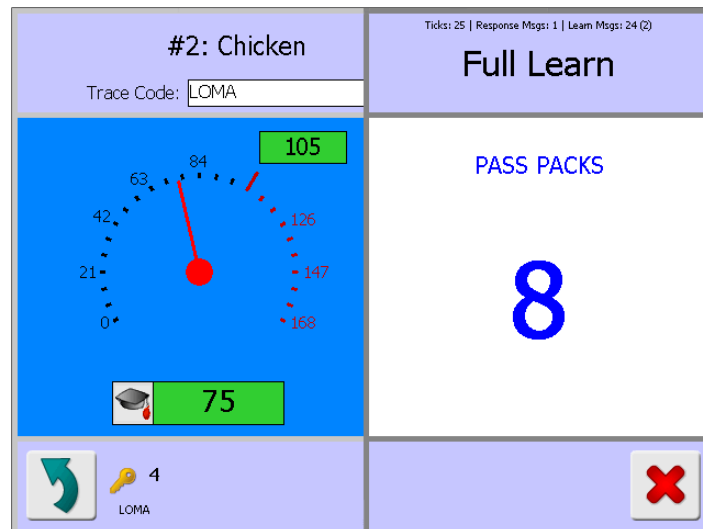 #2: Chicken
Trace Code: LOMA
Ticks: 25 | Response Msgs: 1 | Learn Msgs: 24 (2)
Full Learn
105
84
63
42
21
0
126
147
168
75
PASS PACKS
8
4
LOMA